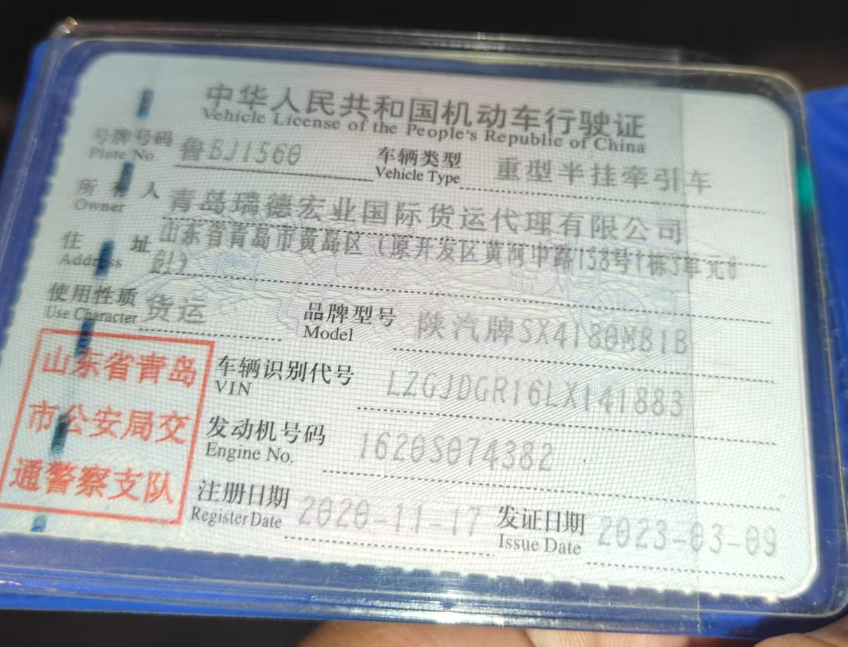 中华人民共和国机动车行驶证
Vehicle License of the People's Republic of China
号牌号码 鲁BJ1560 车辆类型 重型半挂牵引车
Plate No. Vehicle Type
所有人 青岛瑞德宏业国际货运代理有限公司
Owner
住址 山东省青岛市黄岛区(原开发区黄河中路158号1栋3单元8
Address 01)
使用性质 货运 品牌型号 陕汽牌SX4180MB1B
Use Character Model
山东省青岛 车辆识别代号 LZGJDGR16LX141883
VIN
市公安局交 发动机号码 1620S074382
Engine No.
通警察支队 注册日期 2020-11-17 发证日期 2023-03-09
Register Date Issue Date